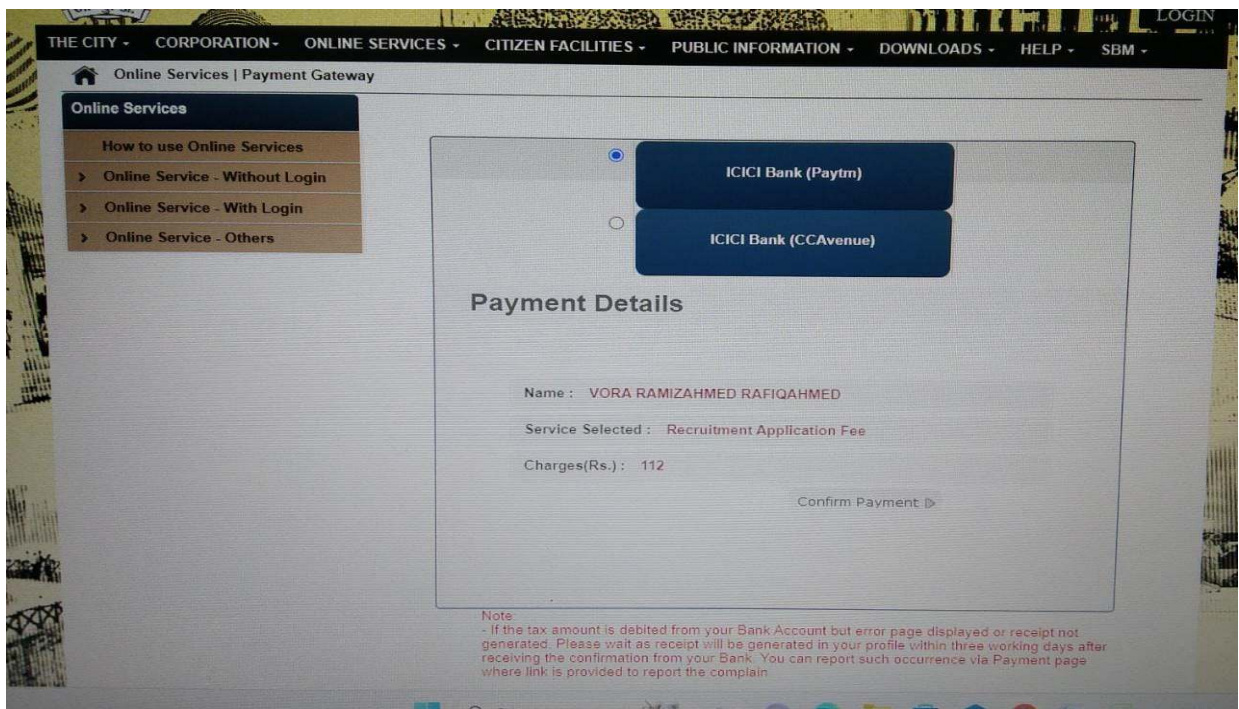 LOGIN
THE CITY - CORPORATION- ONLINE SERVICES - CITIZEN FACILITIES - PUBLIC INFORMATION - DOWNLOADS - HELP - SBM -
Online Services | Payment Gateway
Online Services
How to use Online Services
> Online Service - Without Login
> Online Service - With Login
> Online Service - Others
ICICI Bank (Paytm)
ICICI Bank (CCAvenue)
Payment Details
Name : VORA RAMIZAHMED RAFIQAHMED
Service Selected : Recruitment Application Fee
Charges(Rs.) : 112
Confirm Payment
Note
- If the tax amount is debited from your Bank Account but error page displayed or receipt not
generated. Please wait as receipt will be generated in your profile within three working days after
receiving the confirmation from your Bank. You can report such occurrence via Payment page
where link is provided to report the complain